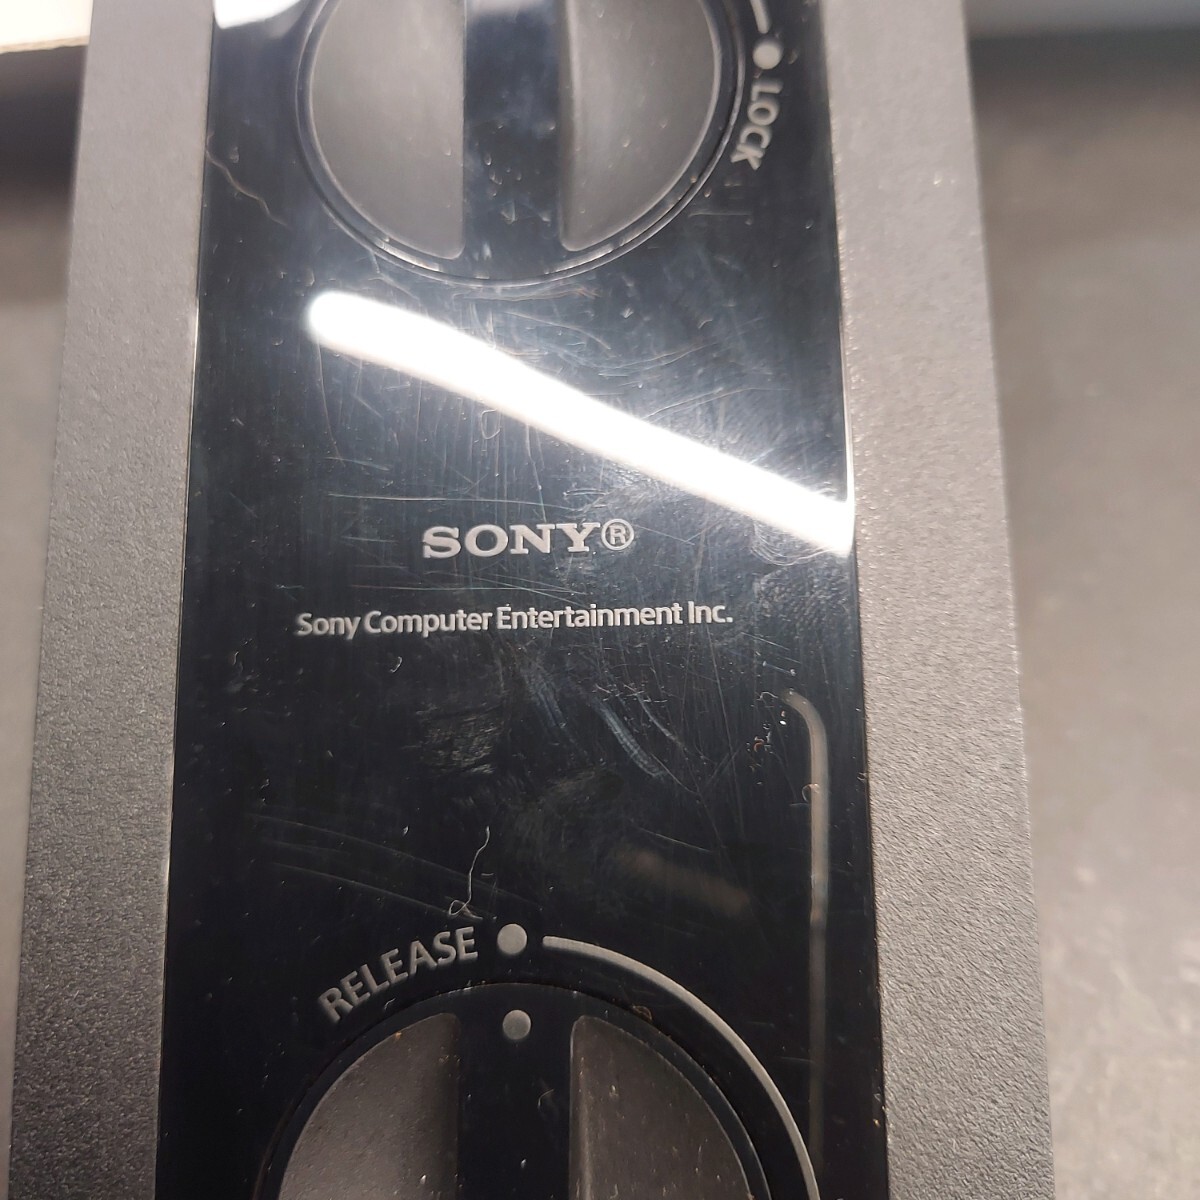 LOCK
SONY®
Sony Computer Entertainment Inc.
RELEASE